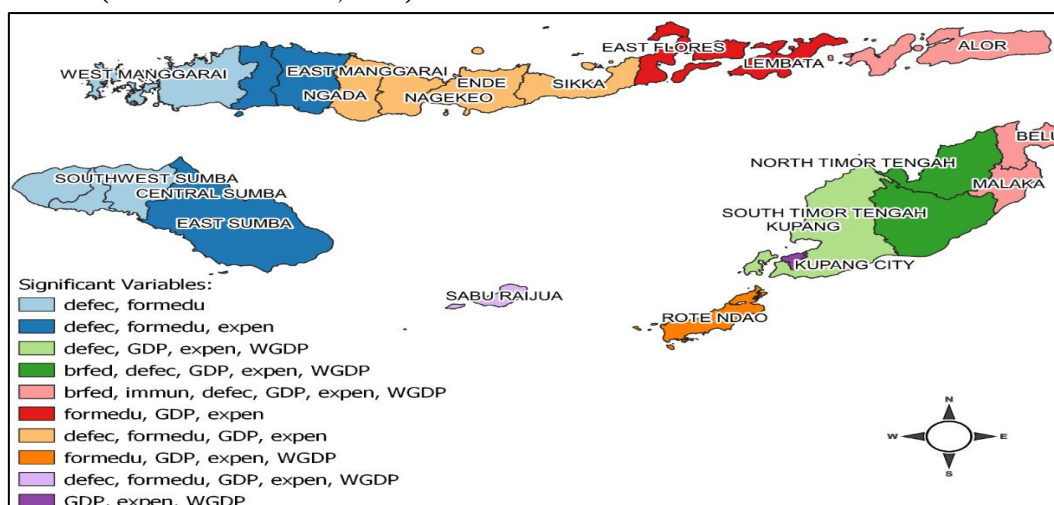 EAST FLORES
ALOR
WEST MANGGARAI
EAST MANGGARAI
LEMBATA
ENDE
SIKKA
NGADA
NAGEKEO
BELU
NORTH TIMOR TENGAH
SOUTHWEST SUMBA
MALAKA
CENTRAL SUMBA
SOUTH TIMOR TENGAH
EAST SUMBA
KUPANG
KUPANG CITY
Significant Variables:
SABU RAIJUA
defec, formedu
ROTE NDAO
defec, formedu, expen
defec, GDP, expen, WGDP
brfed, defec, GDP, expen, WGDP
brfed, immun, defec, GDP, expen, WGDP
formedu, GDP, expen
N
defec, formedu, GDP, expen
W E
formedu, GDP, expen, WGDP
S
defec, formedu, GDP, expen, WGDP
GDP, expen, WGDP